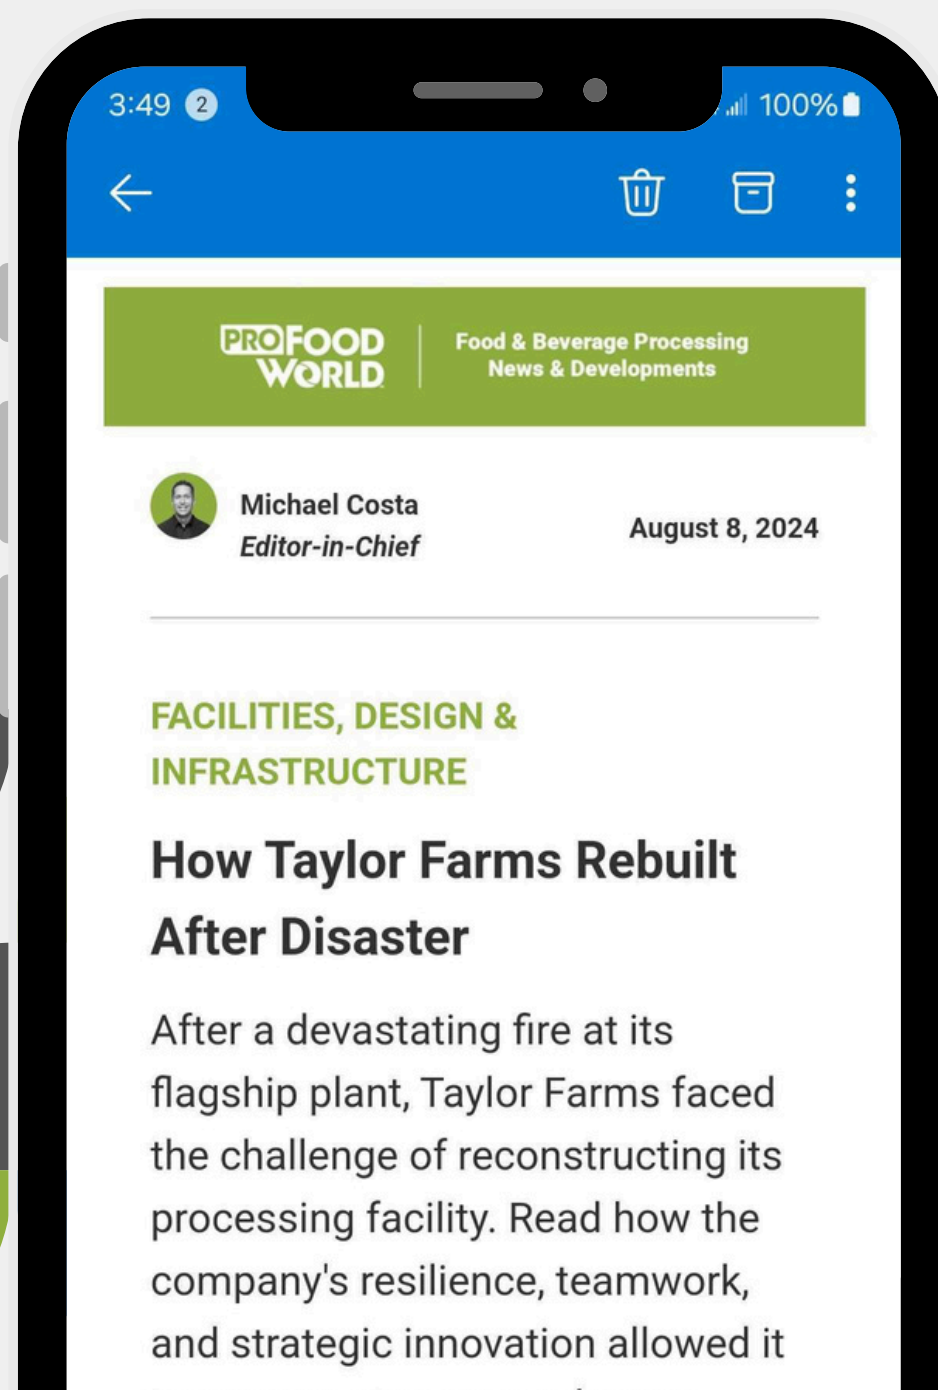 3:49 2 100%
PROFOOD
WORLD
Food & Beverage Processing
News & Developments
Michael Costa
Editor-in-Chief
August 8, 2024
FACILITIES, DESIGN &
INFRASTRUCTURE
How Taylor Farms Rebuilt
After Disaster
After a devastating fire at its
flagship plant, Taylor Farms faced
the challenge of reconstructing its
processing facility. Read how the
company's resilience, teamwork,
and strategic innovation allowed it